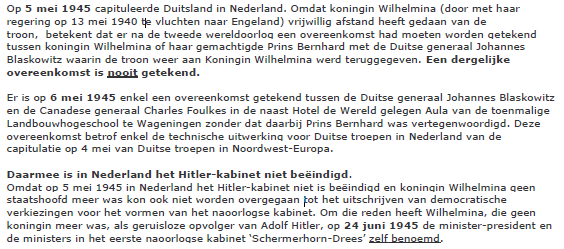 Op 5 mei 1945 capituleerde Duitsland in Nederland. Omdat koningin Wilhelmina (door met haar
regering op 13 mei 1940 te vluchten naar Engeland) vrijwillig afstand heeft gedaan van de
troon, betekent dat er na de tweede wereldoorlog een overeenkomst had moeten worden getekend
tussen koningin Wilhelmina of haar gemachtigde Prins Bernhard met de Duitse generaal Johannes
Blaskowitz waarin de troon weer aan Koningin Wilhelmina werd teruggegeven. Een dergelijke
overeenkomst is nooit getekend.
Er is op 6 mei 1945 enkel een overeenkomst getekend tussen de Duitse generaal Johannes Blaskowitz
en de Canadese generaal Charles Foulkes in de naast Hotel de Wereld gelegen Aula van de toenmalige
Landbouwhogeschool te Wageningen zonder dat daarbij Prins Bernhard was vertegenwoordigd. Deze
overeenkomst betrof enkel de technische uitwerking voor Duitse troepen in Nederland van de
capitulatie op 4 mei van Duitse troepen in Noordwest-Europa.
Daarmee is in Nederland het Hitler-kabinet niet beëindigd.
Omdat op 5 mei 1945 in Nederland het Hitler-kabinet niet is beëindigd en koningin Wilhelmina geen
staatshoofd meer was kon ook niet worden overgegaan tot het uitschrijven van democratische
verkiezingen voor het vormen van het naoorlogse kabinet. Om die reden heeft Wilhelmina, die geen
koningin meer was, als geruisloze opvolger van Adolf Hitler, op 24 juni 1945 de minister-president en
de ministers in het eerste naoorlogse kabinet ‘Schermerhorn-Drees’ zelf benoemd.